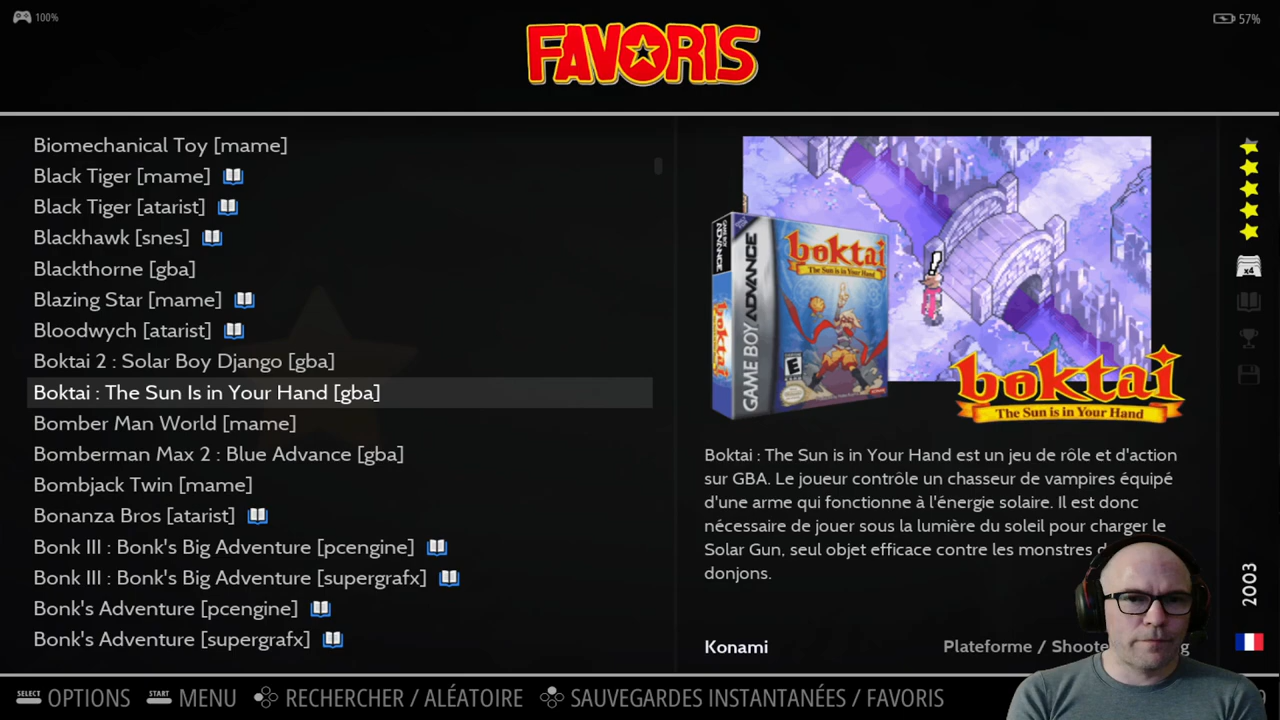 100%
57%
FAVORIS
Biomechanical Toy [mame]
Black Tiger [mame]
Black Tiger [atarist]
Blackhawk [snes]
Blackthorne [gba]
Blazing Star [mame]
Bloodwych [atarist]
Boktai 2 : Solar Boy Django [gba]
Boktai : The Sun Is in Your Hand [gba]
Bomber Man World [mame]
Bomberman Max 2 : Blue Advance [gba]
Bombjack Twin [mame]
Bonanza Bros [atarist]
Bonk III : Bonk's Big Adventure [pcengine]
Bonk III : Bonk's Big Adventure [supergrafx]
Bonk's Adventure [pcengine]
Bonk's Adventure [supergrafx]
GAME BOY ADVANCE
boktai
The Sun is in Your Hand
boktai
The Sun is in Your Hand
x4
Boktai : The Sun is in Your Hand est un jeu de rôle et d'action
sur GBA. Le joueur contrôle un chasseur de vampires équipé
d'une arme qui fonctionne à l'énergie solaire. Il est donc
nécessaire de jouer sous la lumière du soleil pour charger le
Solar Gun, seul objet efficace contre les monstres
donjons.
2003
Konami
Plateforme /
SELECT OPTIONS
START MENU
RECHERCHER / ALÉATOIRE
SAUVEGARDES INSTANTANÉES / FAVORIS